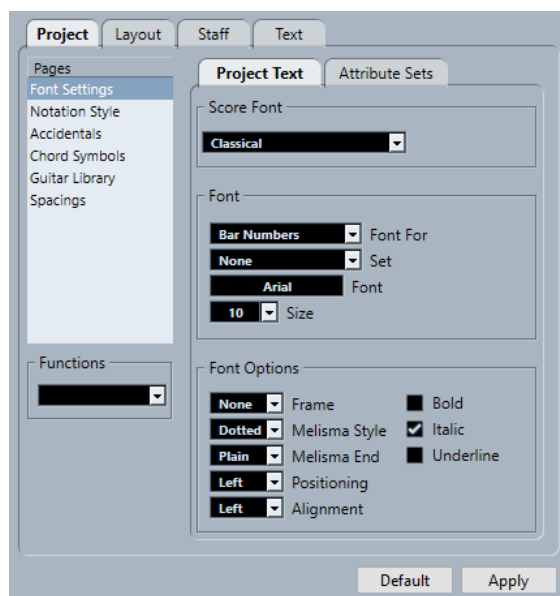 Project Layout Staff Text
Pages
Font Settings
Notation Style
Accidentals
Chord Symbols
Guitar Library
Spacings
Functions
Project Text Attribute Sets
Score Font
Classical
Font
Bar Numbers Font For
None Set
Arial Font
10 Size
Font Options
None Frame Bold
Dotted Melisma Style Italic
Plain Melisma End Underline
Left Positioning
Left Alignment
Default Apply